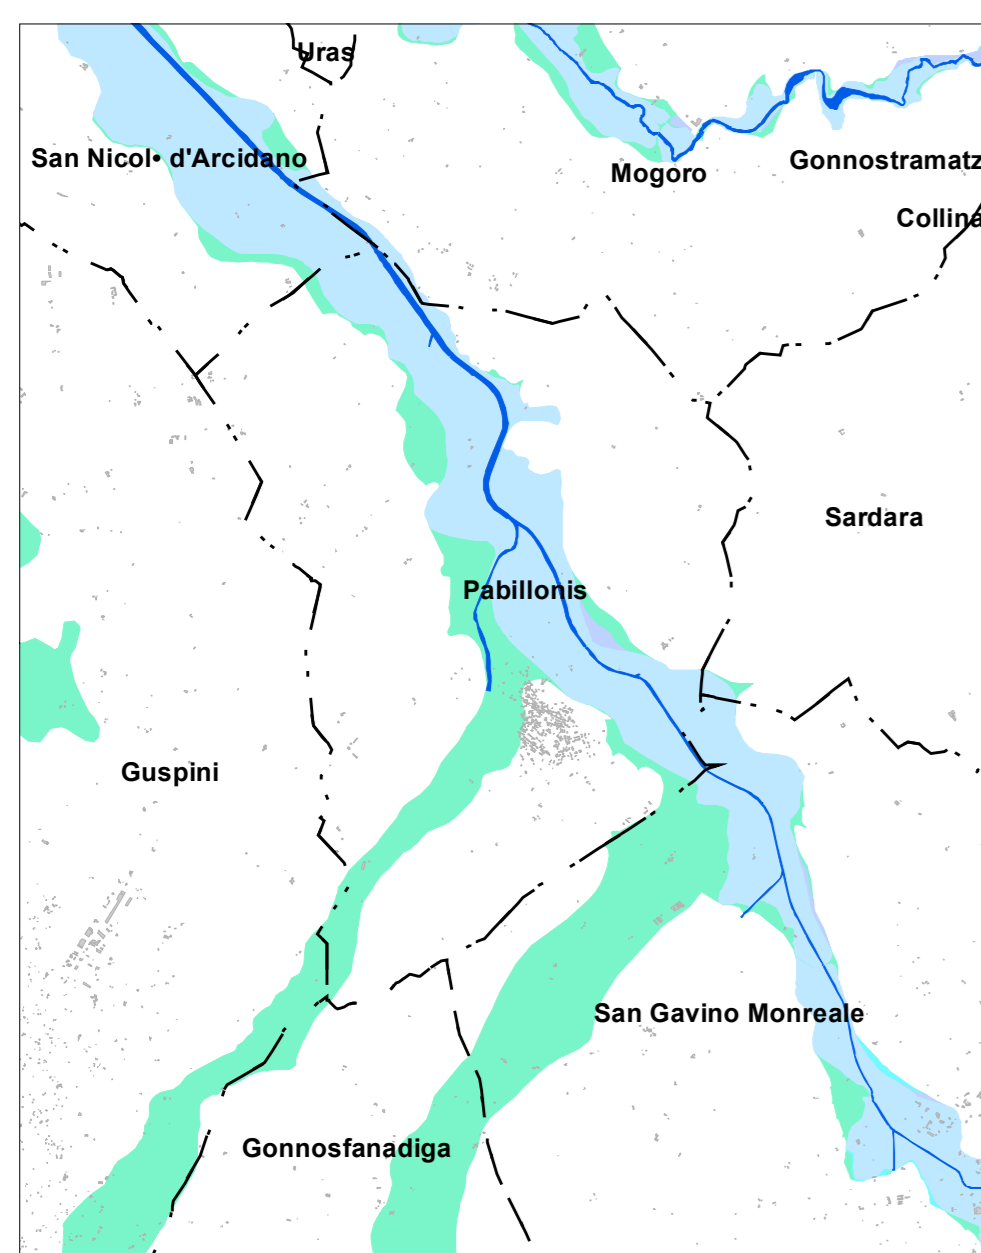 Uras
San Nicol• d'Arcidano
Mogoro
Gonnostramatz
Collina
Sardara
Pabillonis
Guspini
San Gavino Monreale
Gonnosfanadiga